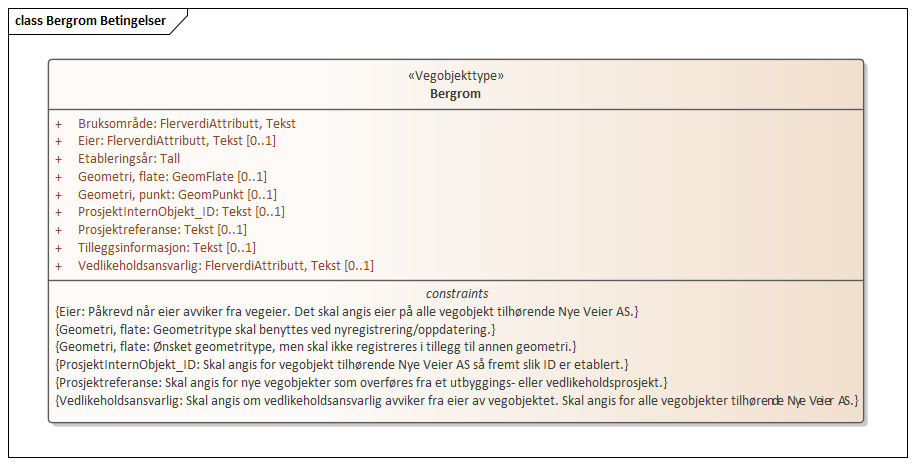 class Bergrom Betingelser
«Vegobjekttype»
Bergrom
+ Bruksområde: FlerverdiAttributt, Tekst
+ Eier: FlerverdiAttributt, Tekst [0..1]
+ Etableringsår: Tall
+ Geometri, flate: GeomFlate [0..1]
+ Geometri, punkt: GeomPunkt [0..1]
+ ProsjektInternObjekt_ID: Tekst [0..1]
+ Prosjektreferanse: Tekst [0..1]
+ Tilleggsinformasjon: Tekst [0..1]
+ Vedlikeholdsansvarlig: FlerverdiAttributt, Tekst [0..1]
constraints
{Eier: Påkrevd når eier avviker fra vegeier. Det skal angis eier på alle vegobjekt tilhørende Nye Veier AS.}
{Geometri, flate: Geometritype skal benyttes ved nyregistrering/oppdatering.}
{Geometri, flate: Ønsket geometritype, men skal ikke registreres i tillegg til annen geometri.}
{ProsjektInternObjekt_ID: Skal angis for vegobjekt tilhørende Nye Veier AS så fremt slik ID er etablert.}
{Prosjektreferanse: Skal angis for nye vegobjekter som overføres fra et utbyggings- eller vedlikeholdsprosjekt.}
{Vedlikeholdsansvarlig: Skal angis om vedlikeholdsansvarlig avviker fra eier av vegobjektet. Skal angis for alle vegobjekter tilhørende Nye Veier AS.}